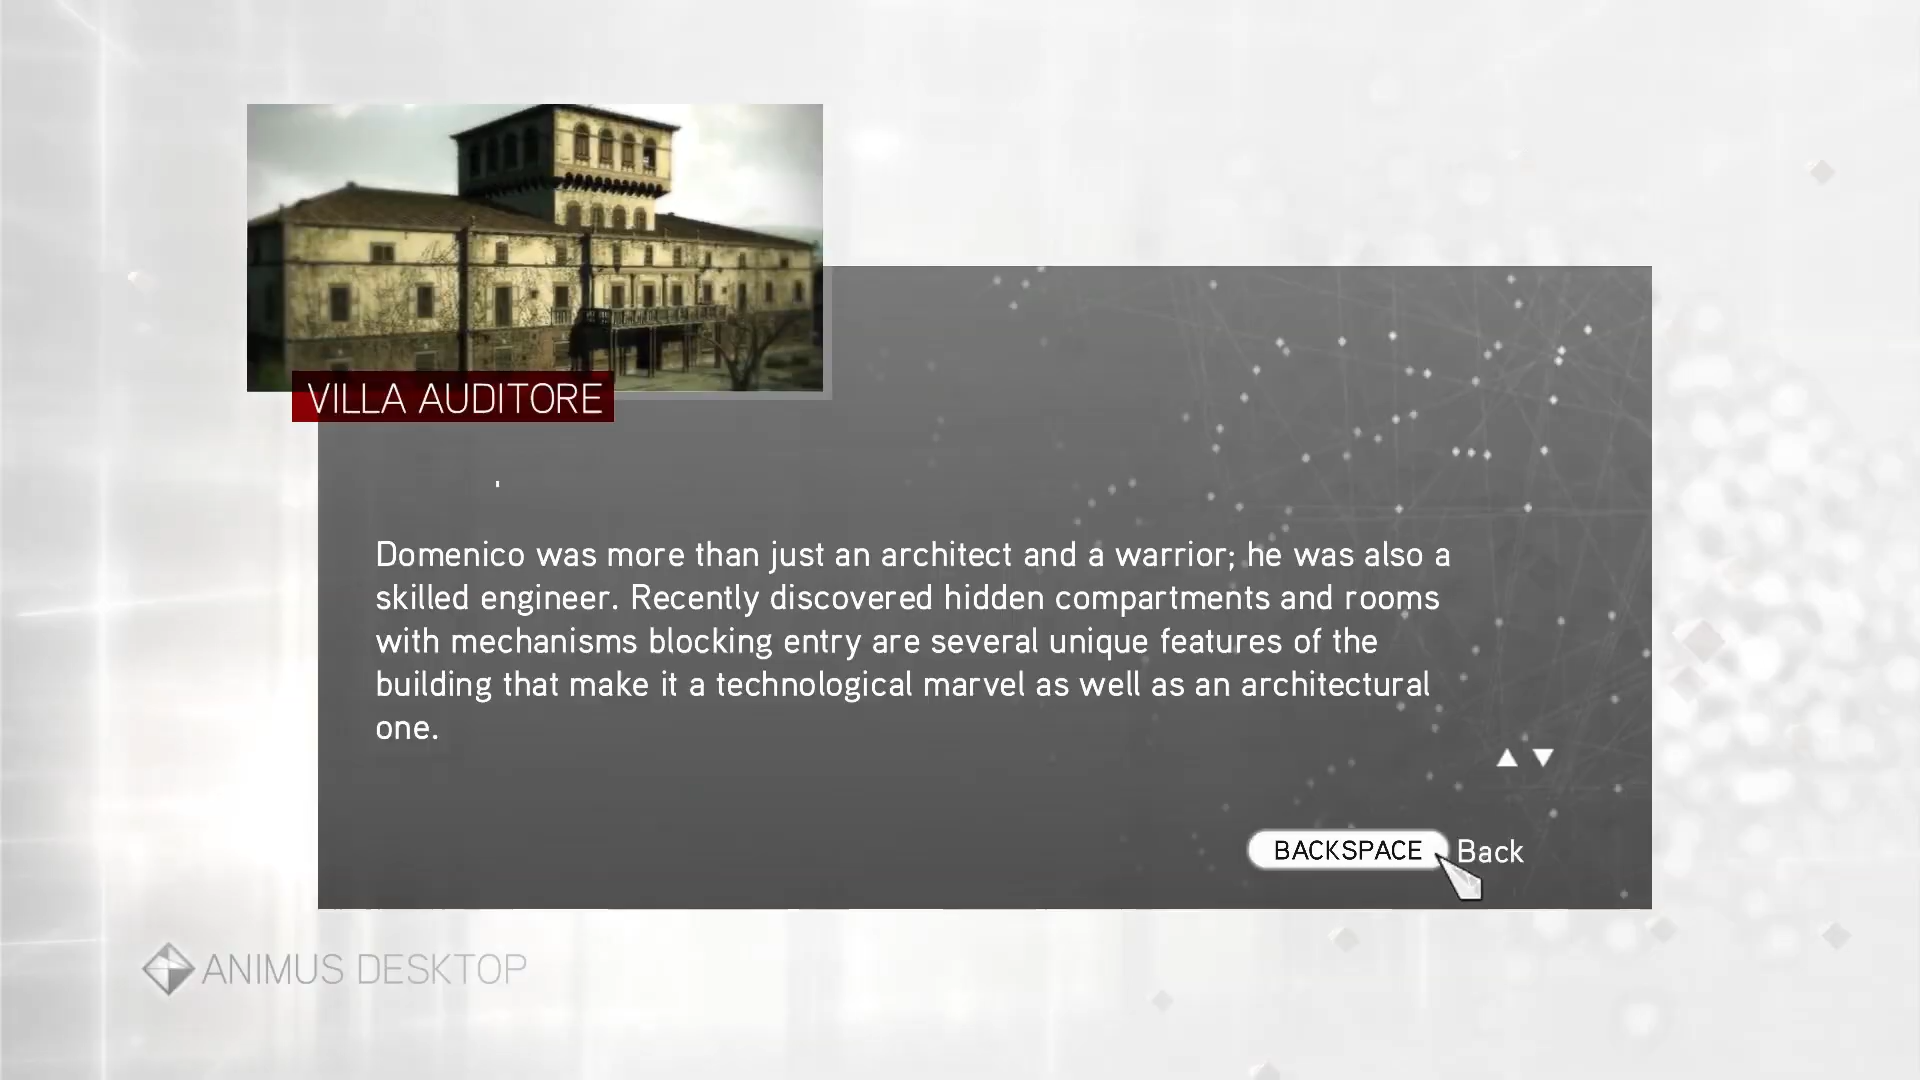 VILLA AUDITORE
Domenico was more than just an architect and a warrior; he was also a
skilled engineer. Recently discovered hidden compartments and rooms
with mechanisms blocking entry are several unique features of the
building that make it a technological marvel as well as an architectural
one.
BACKSPACE Back
ANIMUS DESKTOP